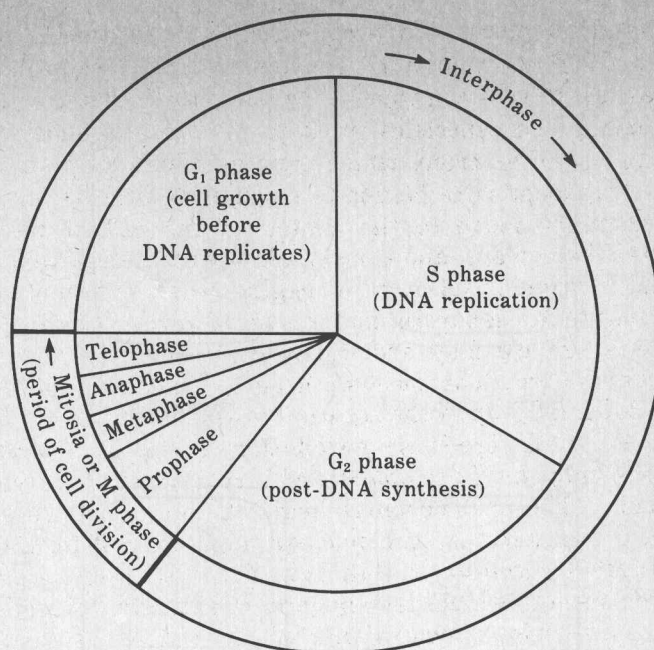 → Interphase →
G₁ phase
(cell growth
before
DNA replicates)
S phase
(DNA replication)
G₂ phase
(post-DNA synthesis)
Prophase
Metaphase
Anaphase
Telophase
← Mitosia or M phase
(period of cell division)